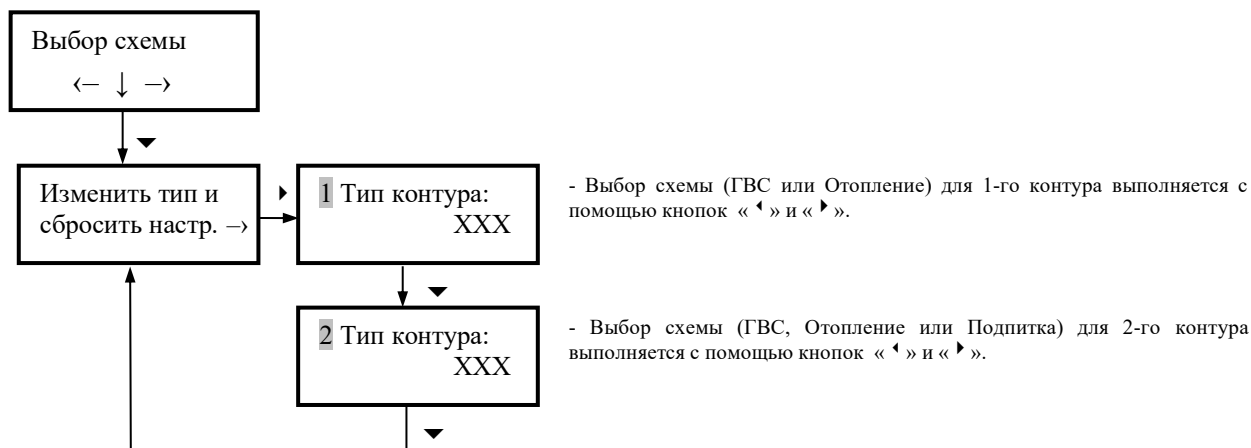 Выбор схемы
‹– ↓ –›
Изменить тип и
сбросить настр. –›
1 Тип контура:
XXX
- Выбор схемы (ГВС или Отопление) для 1-го контура выполняется с
помощью кнопок « » и « ».
2 Тип контура:
XXX
- Выбор схемы (ГВС, Отопление или Подпитка) для 2-го контура
выполняется с помощью кнопок « » и « ».